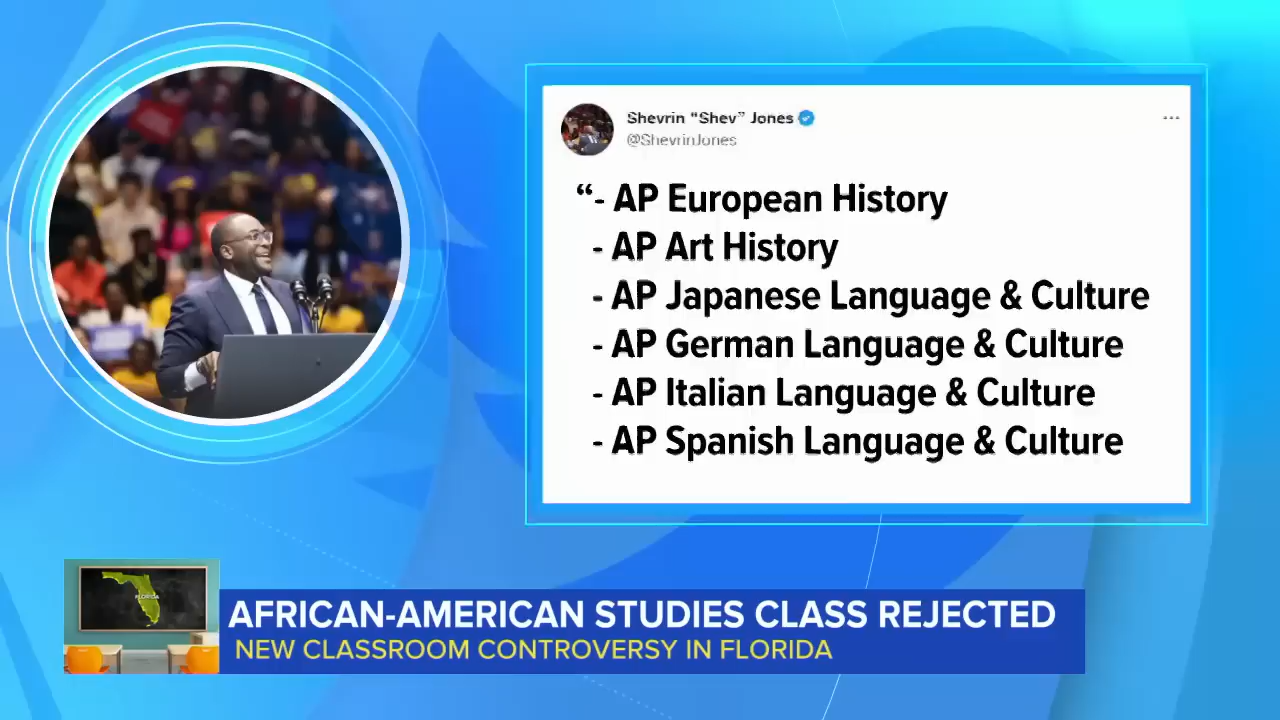 Shevrin “Shev” Jones
@ShevrinJones
“- AP European History
- AP Art History
- AP Japanese Language & Culture
- AP German Language & Culture
- AP Italian Language & Culture
- AP Spanish Language & Culture
FLORIDA
AFRICAN-AMERICAN STUDIES CLASS REJECTED
NEW CLASSROOM CONTROVERSY IN FLORIDA